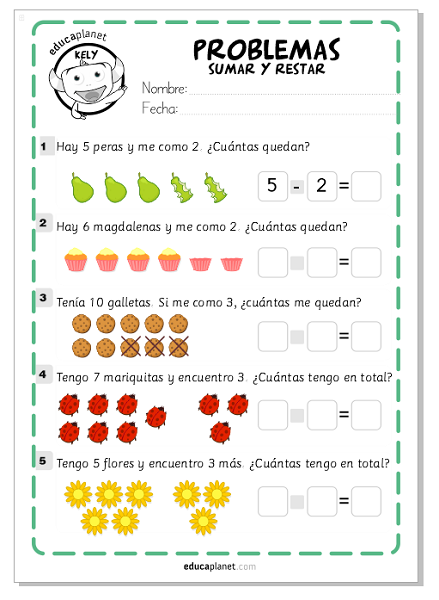 educaplanet
KELY
PROBLEMAS
SUMAR Y RESTAR
Nombre:
Fecha:
1 Hay 5 peras y me como 2. ¿Cuántas quedan?
5 - 2 =
2 Hay 6 magdalenas y me como 2. ¿Cuántas quedan?
=
3 Tenía 10 galletas. Si me como 3, ¿cuántas me quedan?
=
4 Tengo 7 mariquitas y encuentro 3. ¿Cuántas tengo en total?
=
5 Tengo 5 flores y encuentro 3 más. ¿Cuántas tengo en total?
=
educaplanet.com